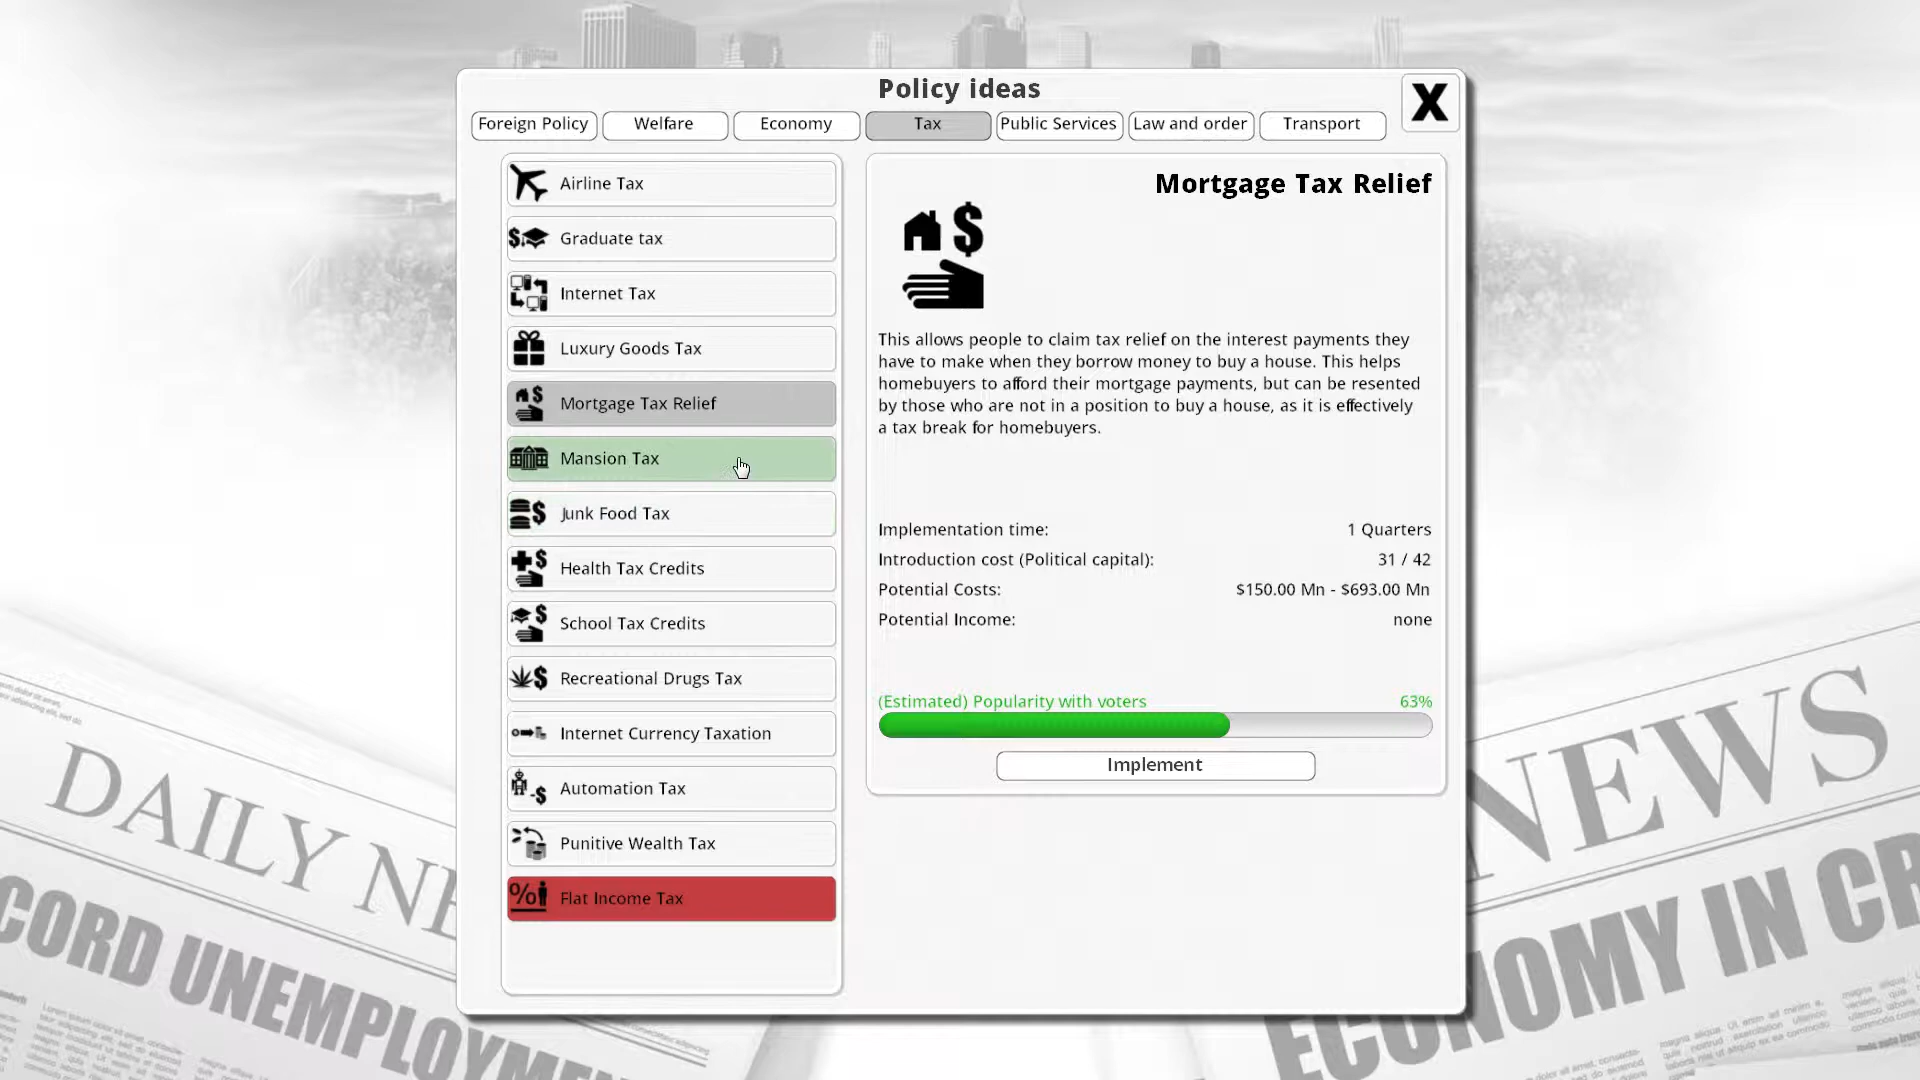 Policy ideas
X
Foreign Policy
Welfare
Economy
Tax
Public Services
Law and order
Transport
Airline Tax
Graduate tax
Internet Tax
Luxury Goods Tax
Mortgage Tax Relief
Mansion Tax
Junk Food Tax
Health Tax Credits
School Tax Credits
Recreational Drugs Tax
Internet Currency Taxation
Automation Tax
Punitive Wealth Tax
Flat Income Tax
Mortgage Tax Relief
This allows people to claim tax relief on the interest payments they
have to make when they borrow money to buy a house. This helps
homebuyers to afford their mortgage payments, but can be resented
by those who are not in a position to buy a house, as it is effectively
a tax break for homebuyers.
Implementation time: 1 Quarters
Introduction cost (Political capital): 31 / 42
Potential Costs: $150.00 Mn - $693.00 Mn
Potential Income: none
(Estimated) Popularity with voters 63%
Implement
DAILY NE
CORD UNEMPLOYME
NEWS
ECONOMY IN CR